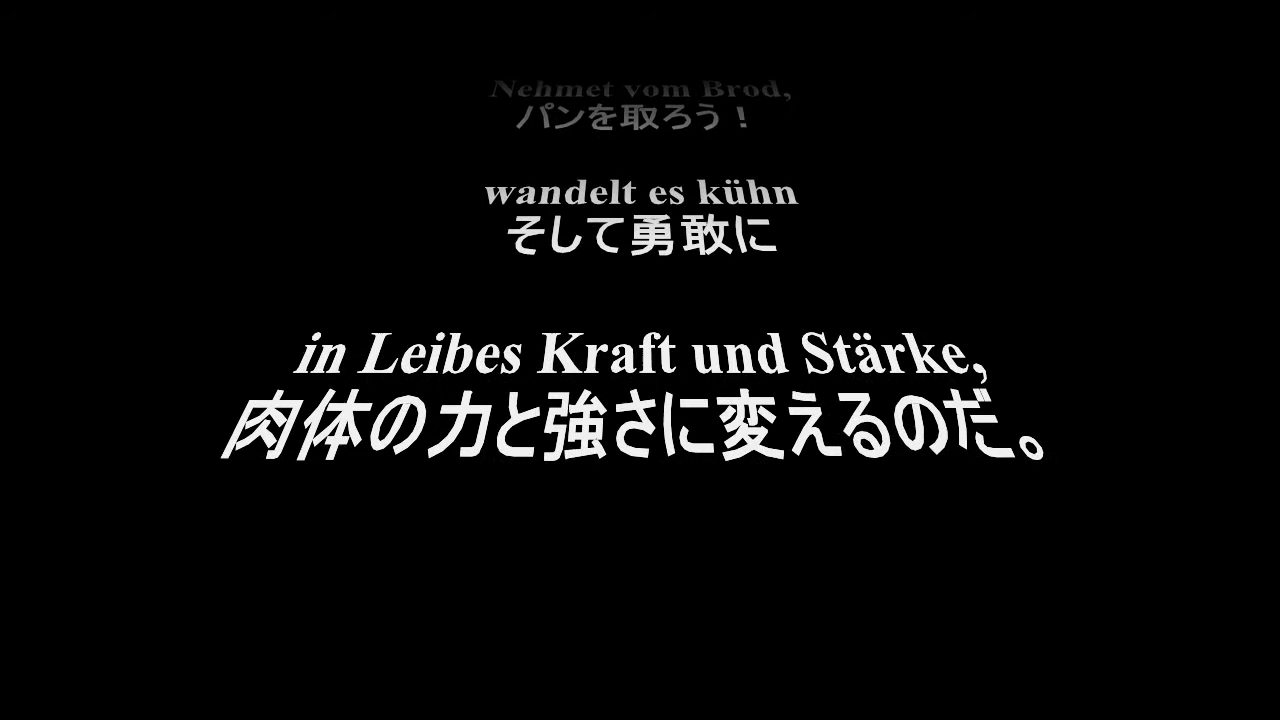 Nehmet vom Brod,
パンを取ろう！
wandelt es kühn
そして勇敢に
in Leibes Kraft und Stärke,
肉体の力と強さに変えるのだ。